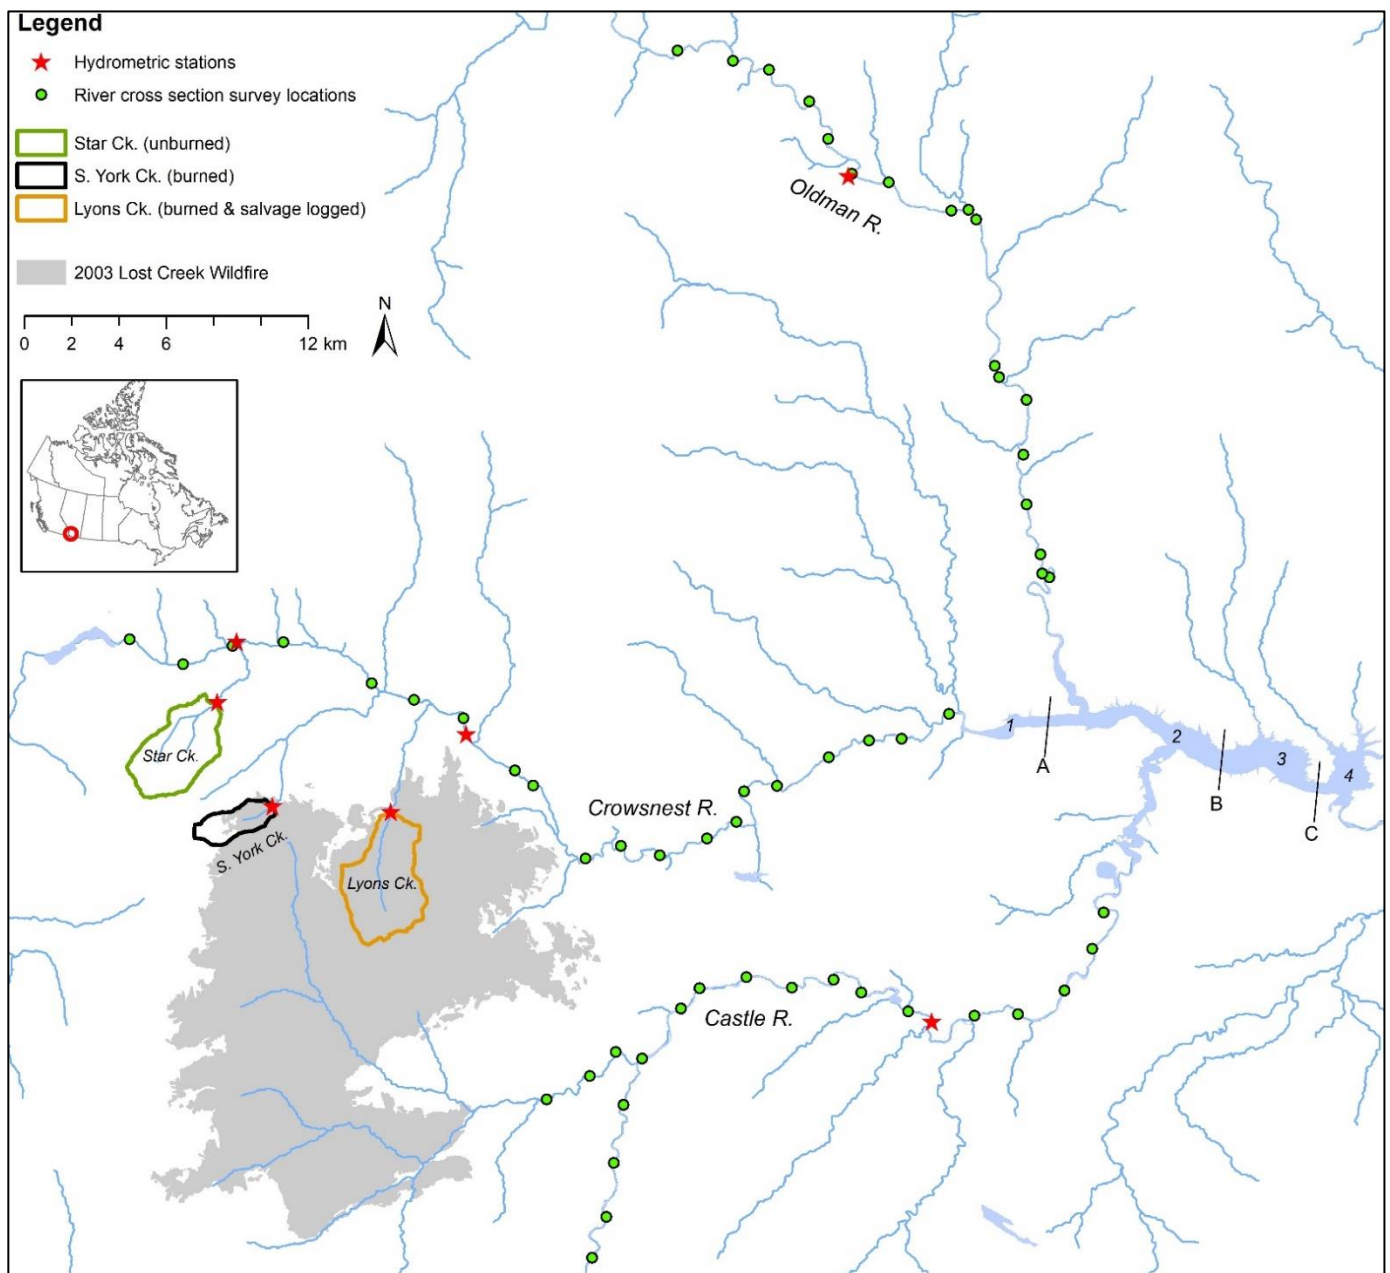 Legend
Hydrometric stations
River cross section survey locations
Star Ck. (unburned)
S. York Ck. (burned)
Lyons Ck. (burned & salvage logged)
2003 Lost Creek Wildfire
N
0 2 4 6 12 km
Oldman R.
Star Ck.
S. York Ck.
Lyons Ck.
Crowsnest R.
Castle R.
1
2
3
4
A
B
C